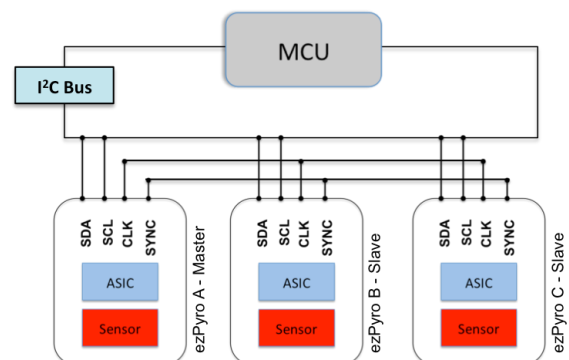 MCU
I²C Bus
SDA SCL CLK SYNC
ASIC
Sensor
ezPyro A - Master
SDA SCL CLK SYNC
ASIC
Sensor
ezPyro B - Slave
SDA SCL CLK SYNC
ASIC
Sensor
ezPyro C - Slave